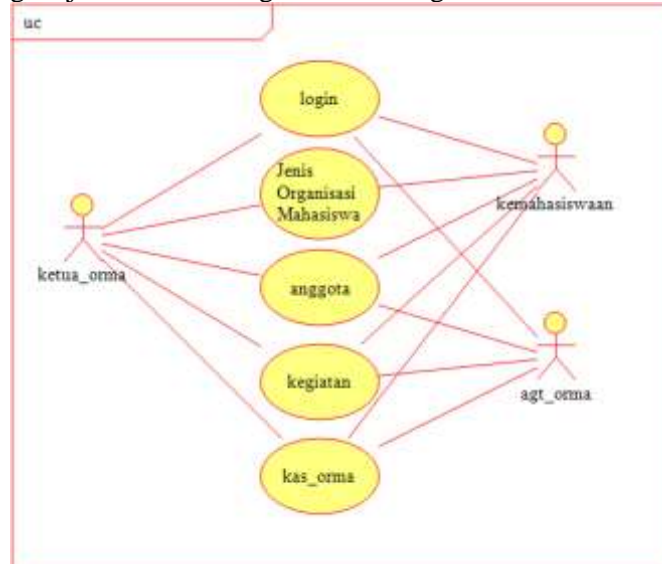 uc
login
Jenis
Organisasi
Mahasiswa
kemahasiswaan
ketua_orma
anggota
kegiatan
agt_orma
kas_orma